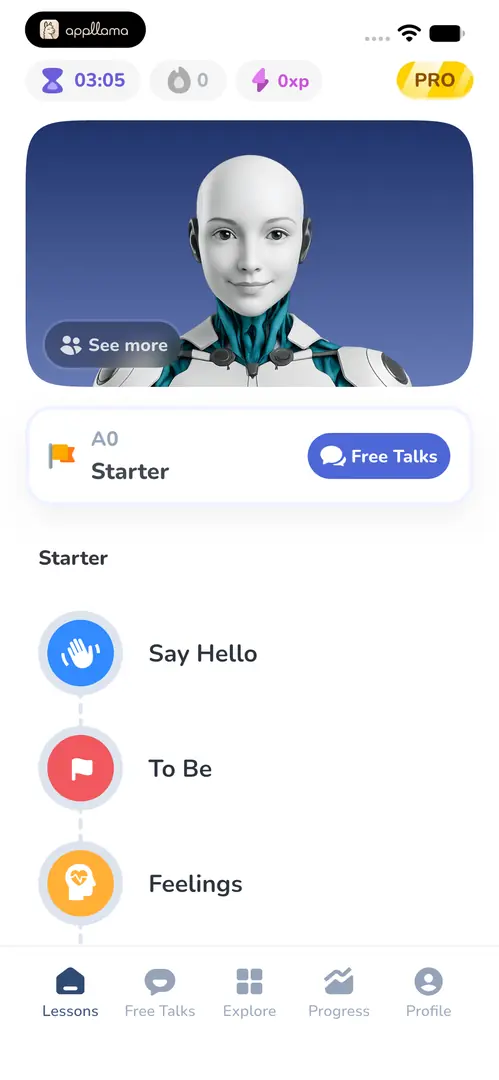 appllama
03:05
0
0xp
PRO
See more
A0
Starter
Free Talks
Starter
Say Hello
To Be
Feelings
Lessons
Free Talks
Explore
Progress
Profile